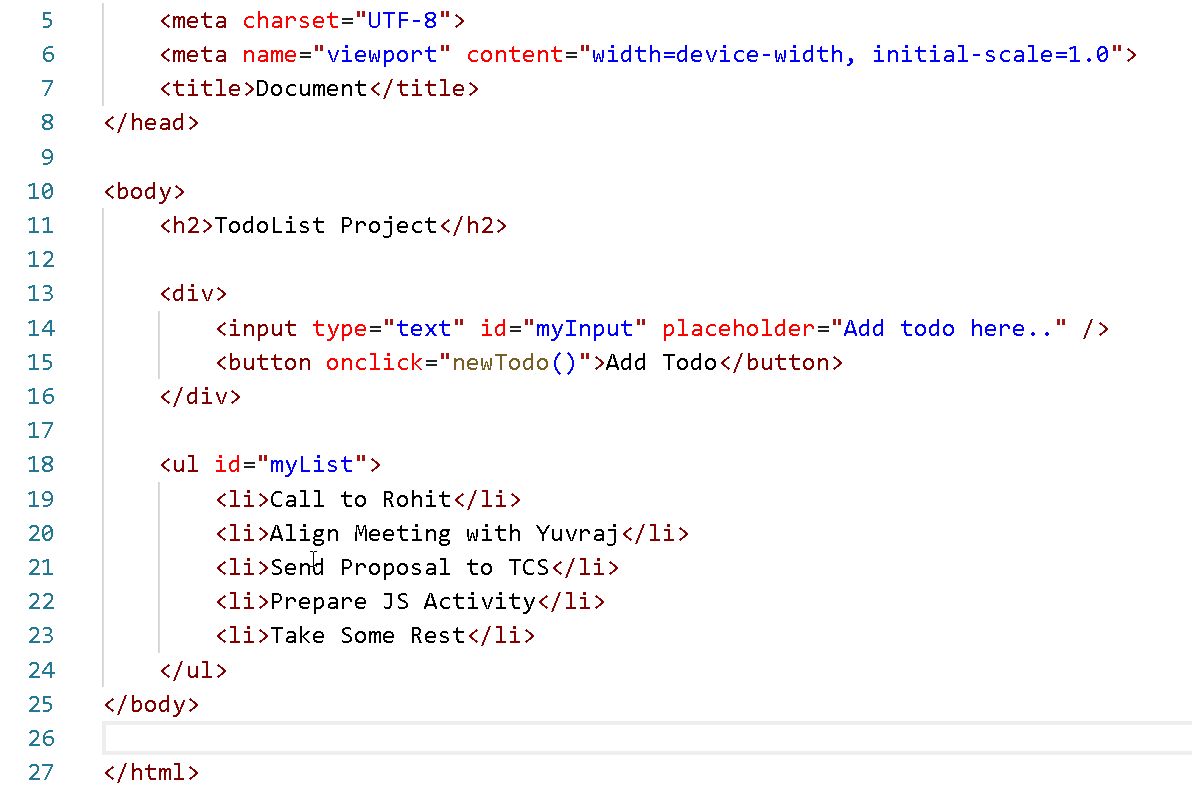 5 <meta charset="UTF-8">
6 <meta name="viewport" content="width=device-width, initial-scale=1.0">
7 <title>Document</title>
8 </head>
9
10 <body>
11 <h2>TodoList Project</h2>
12
13 <div>
14 <input type="text" id="myInput" placeholder="Add todo here.." />
15 <button onclick="newTodo()">Add Todo</button>
16 </div>
17
18 <ul id="myList">
19 <li>Call to Rohit</li>
20 <li>Align Meeting with Yuvraj</li>
21 <li>Send Proposal to TCS</li>
22 <li>Prepare JS Activity</li>
23 <li>Take Some Rest</li>
24 </ul>
25 </body>
26
27 </html>